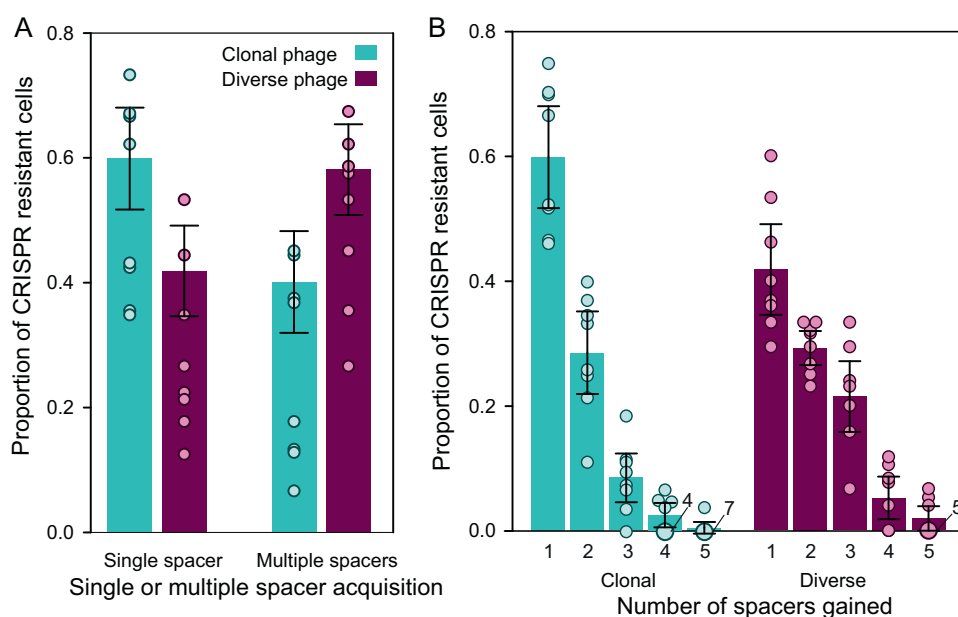 A
Proportion of CRISPR resistant cells
0.8
0.6
0.4
0.2
0.0
Clonal phage
Diverse phage
Single spacer
Multiple spacers
Single or multiple spacer acquisition
B
Proportion of CRISPR resistant cells
0.8
0.6
0.4
0.2
0.0
4
7
5
1 2 3 4 5 1 2 3 4 5
Clonal
Diverse
Number of spacers gained